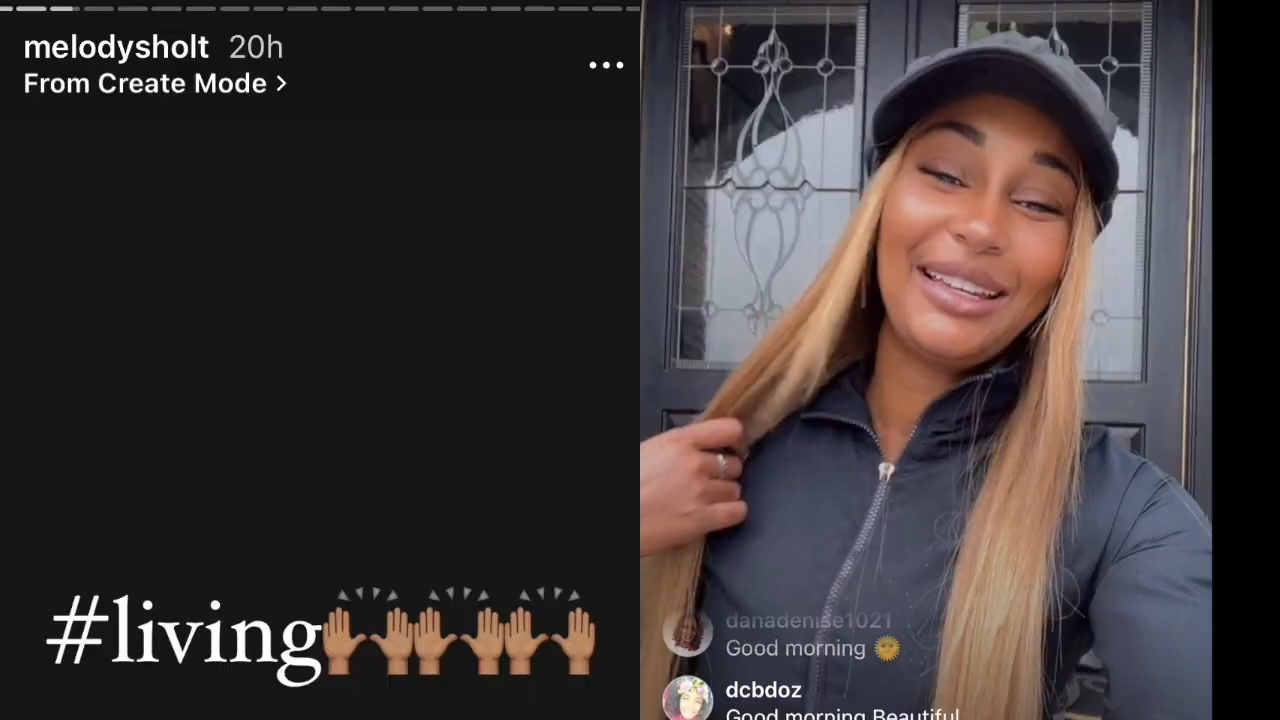 melodysholt 20h
From Create Mode >
#living🙌🏽🙌🏽🙌🏽
danadenise1021
Good morning 🌞
dcbdoz
Good morning Beautiful